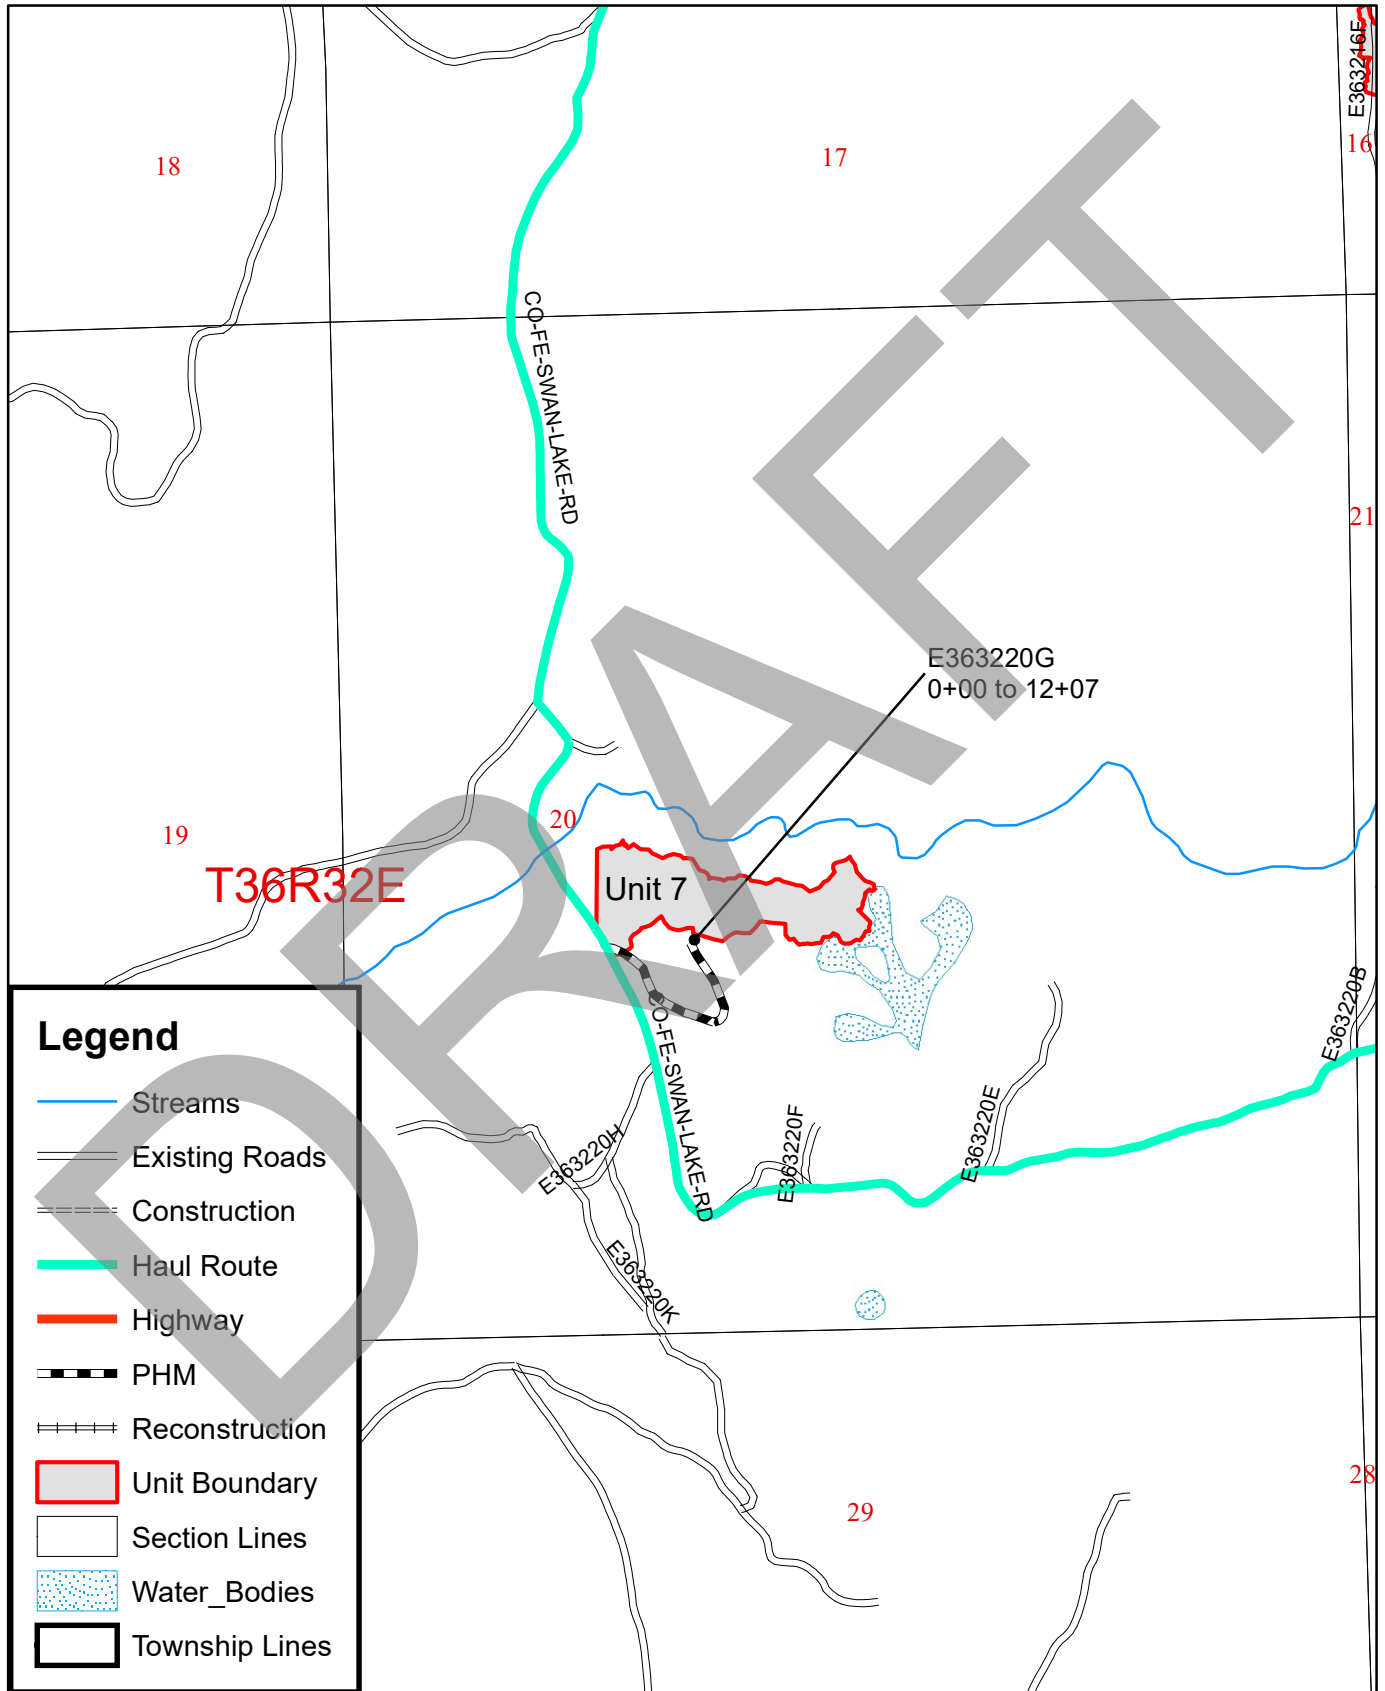 E363216F
16
17
18
CO-FE-SWAN-LAKE-RD
21
E363220G
0+00 to 12+07
20
19
T36R32E
Unit 7
CO-FE-SWAN-LAKE-RD
E363220B
E363220E
E363220F
E363220H
E363220K
28
29
Legend
Streams
Existing Roads
Construction
Haul Route
Highway
PHM
Reconstruction
Unit Boundary
Section Lines
Water_Bodies
Township Lines
DRAFT